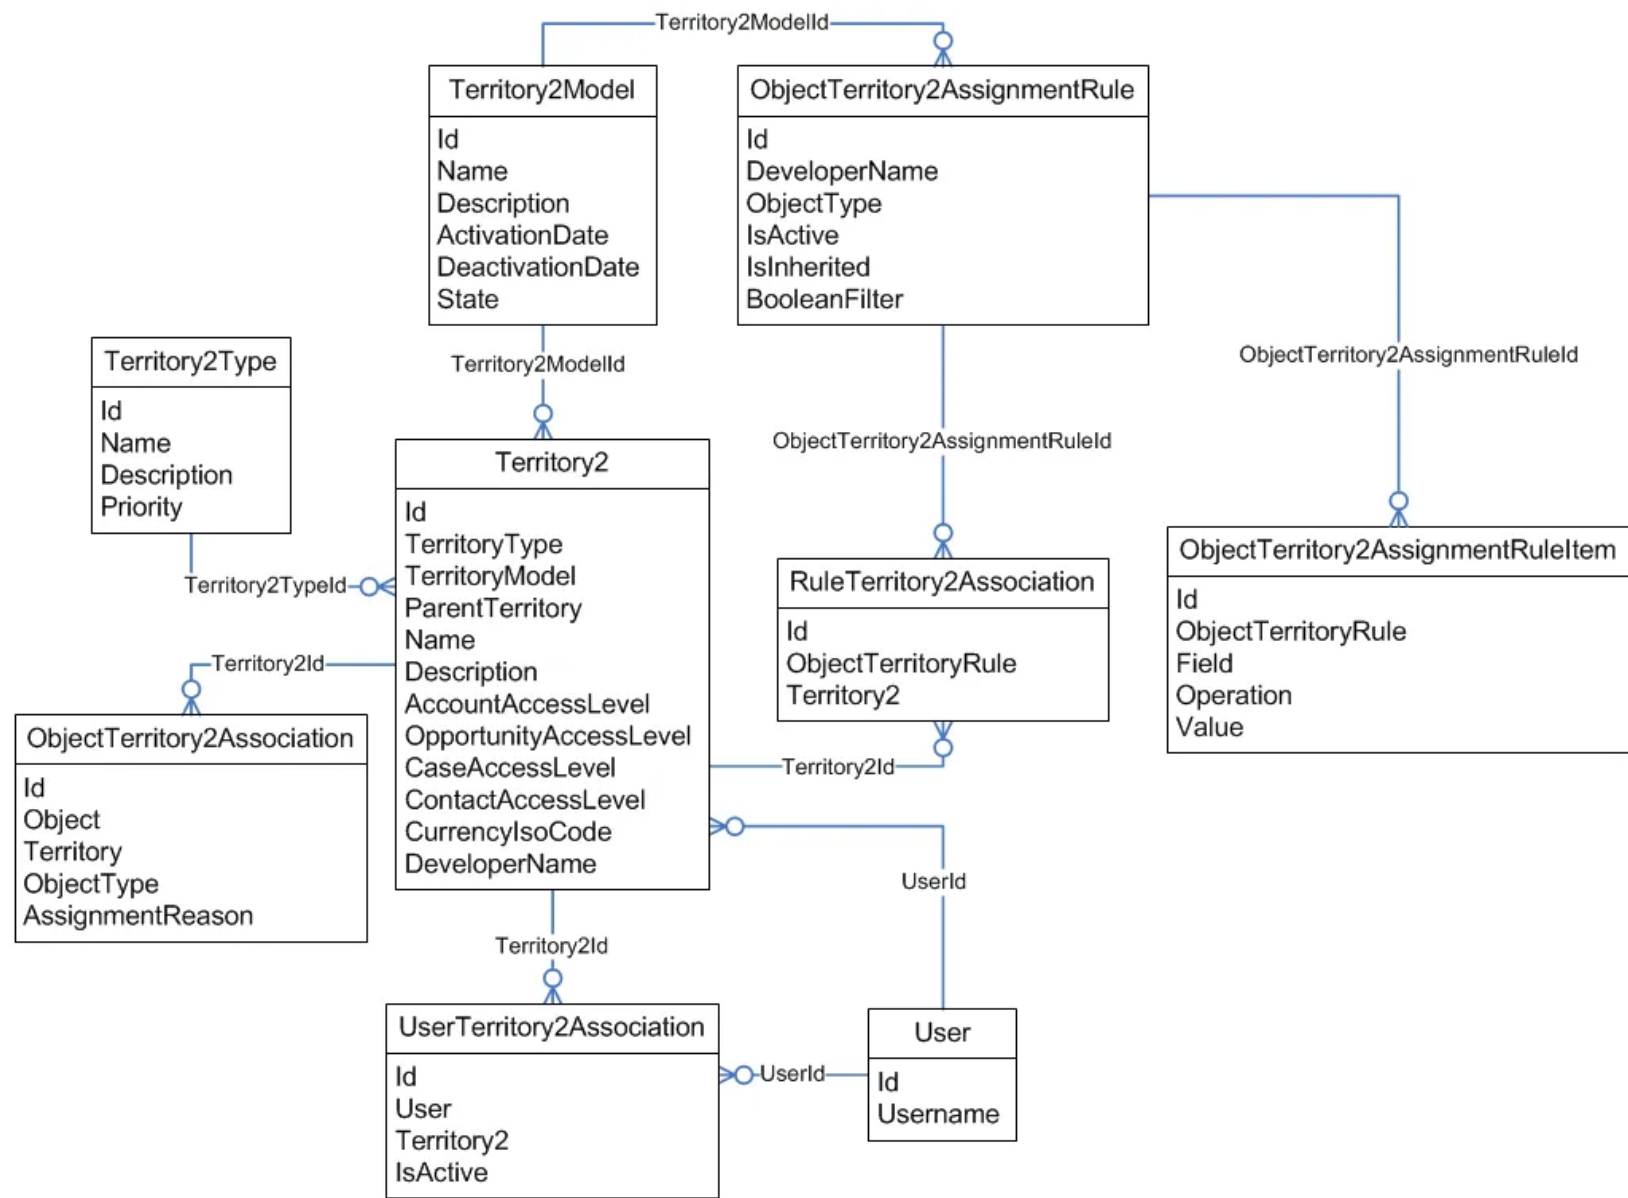 Territory2ModelId
Territory2Model
Id
Name
Description
ActivationDate
DeactivationDate
State
ObjectTerritory2AssignmentRule
Id
DeveloperName
ObjectType
IsActive
IsInherited
BooleanFilter
Territory2ModelId
ObjectTerritory2AssignmentRuleId
ObjectTerritory2AssignmentRuleId
Territory2Type
Id
Name
Description
Priority
Territory2TypeId
Territory2
Id
TerritoryType
TerritoryModel
ParentTerritory
Name
Description
AccountAccessLevel
OpportunityAccessLevel
CaseAccessLevel
ContactAccessLevel
CurrencyIsoCode
DeveloperName
RuleTerritory2Association
Id
ObjectTerritoryRule
Territory2
ObjectTerritory2AssignmentRuleItem
Id
ObjectTerritoryRule
Field
Operation
Value
Territory2Id
ObjectTerritory2Association
Id
Object
Territory
ObjectType
AssignmentReason
Territory2Id
UserId
Territory2Id
UserTerritory2Association
Id
User
Territory2
IsActive
UserId
User
Id
Username